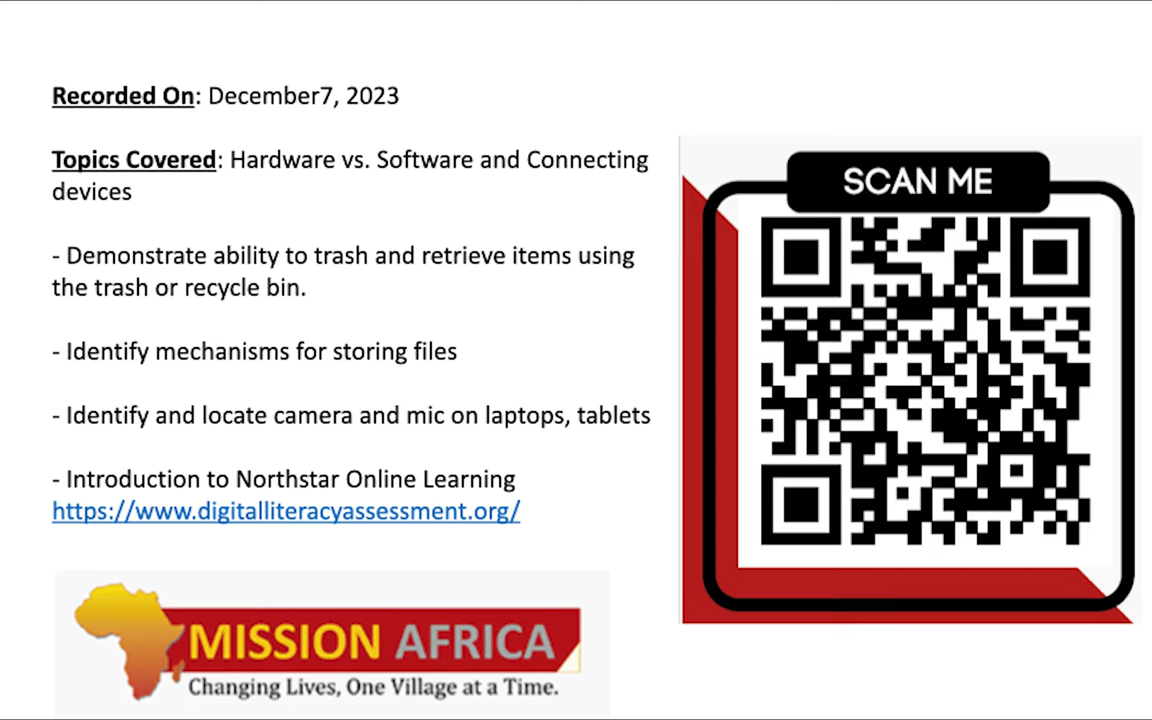 Recorded On: December7, 2023
Topics Covered: Hardware vs. Software and Connecting
devices
- Demonstrate ability to trash and retrieve items using
the trash or recycle bin.
- Identify mechanisms for storing files
- Identify and locate camera and mic on laptops, tablets
- Introduction to Northstar Online Learning
https://www.digitalliteracyassessment.org/
SCAN ME
MISSION AFRICA
Changing Lives, One Village at a Time.